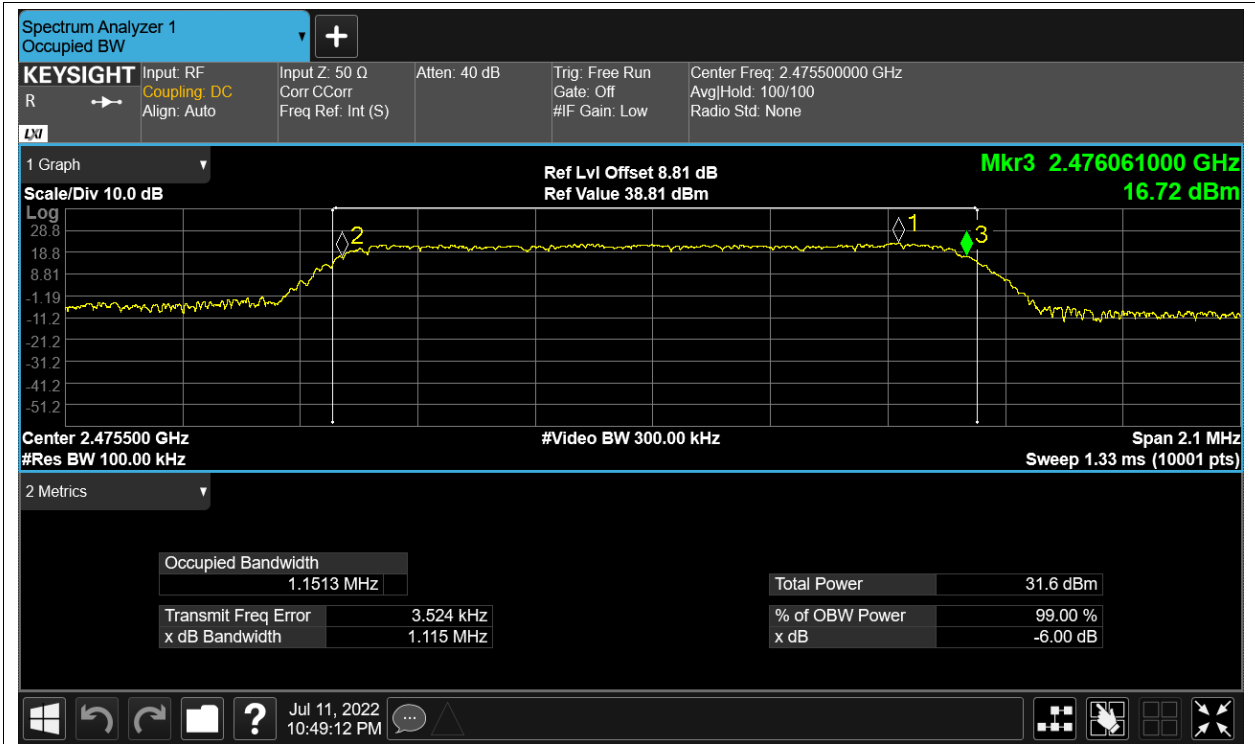 Spectrum Analyzer 1
Occupied BW
KEYSIGHT
R
LXI
Input: RF
Coupling: DC
Align: Auto
Input Z: 50 Ω
Corr CCorr
Freq Ref: Int (S)
Atten: 40 dB
Trig: Free Run
Gate: Off
#IF Gain: Low
Center Freq: 2.475500000 GHz
Avg|Hold: 100/100
Radio Std: None
1 Graph
Scale/Div 10.0 dB
Ref Lvl Offset 8.81 dB
Ref Value 38.81 dBm
Mkr3 2.476061000 GHz
16.72 dBm
Log
28.8
18.8
8.81
-1.19
-11.2
-21.2
-31.2
-41.2
-51.2
2
1
3
Center 2.475500 GHz
#Res BW 100.00 kHz
#Video BW 300.00 kHz
Span 2.1 MHz
Sweep 1.33 ms (10001 pts)
2 Metrics
Occupied Bandwidth
1.1513 MHz
Transmit Freq Error 3.524 kHz
x dB Bandwidth 1.115 MHz
Total Power 31.6 dBm
% of OBW Power 99.00 %
x dB -6.00 dB
?
Jul 11, 2022
10:49:12 PM